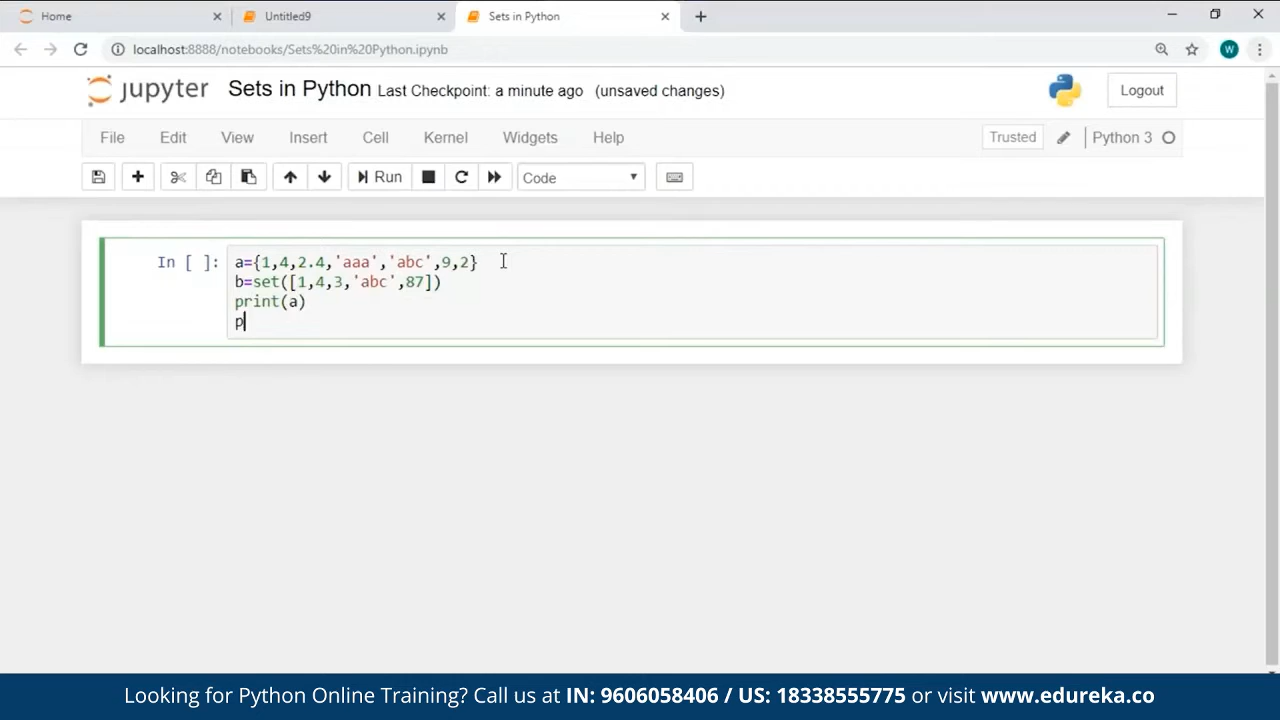 Home
Untitled9
Sets in Python
localhost:8888/notebooks/Sets%20in%20Python.ipynb
W
jupyter Sets in Python Last Checkpoint: a minute ago (unsaved changes)
Logout
File Edit View Insert Cell Kernel Widgets Help
Trusted
Python 3
Run
Code
In [ ]:
a={1,4,2.4,'aaa','abc',9,2}
b=set([1,4,3,'abc',87])
print(a)
p
Looking for Python Online Training? Call us at IN: 9606058406 / US: 18338555775 or visit www.edureka.co